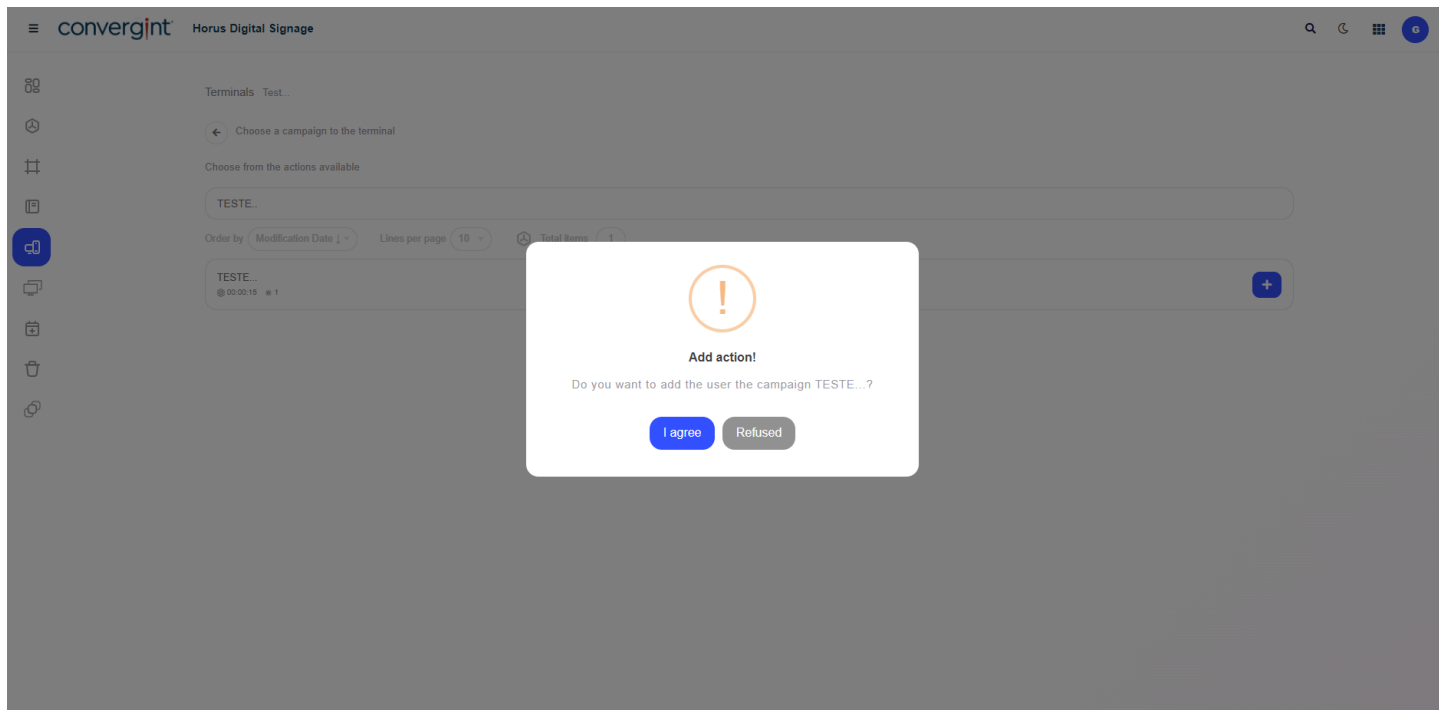 convergint Horus Digital Signage G
Terminals Test...
Choose a campaign to the terminal
Choose from the actions available
TESTE..
Order by Modification Date ↓ Lines per page 10 Total items 1
TESTE...
00:00:15 1
!
Add action!
Do you want to add the user the campaign TESTE...?
I agree Refused